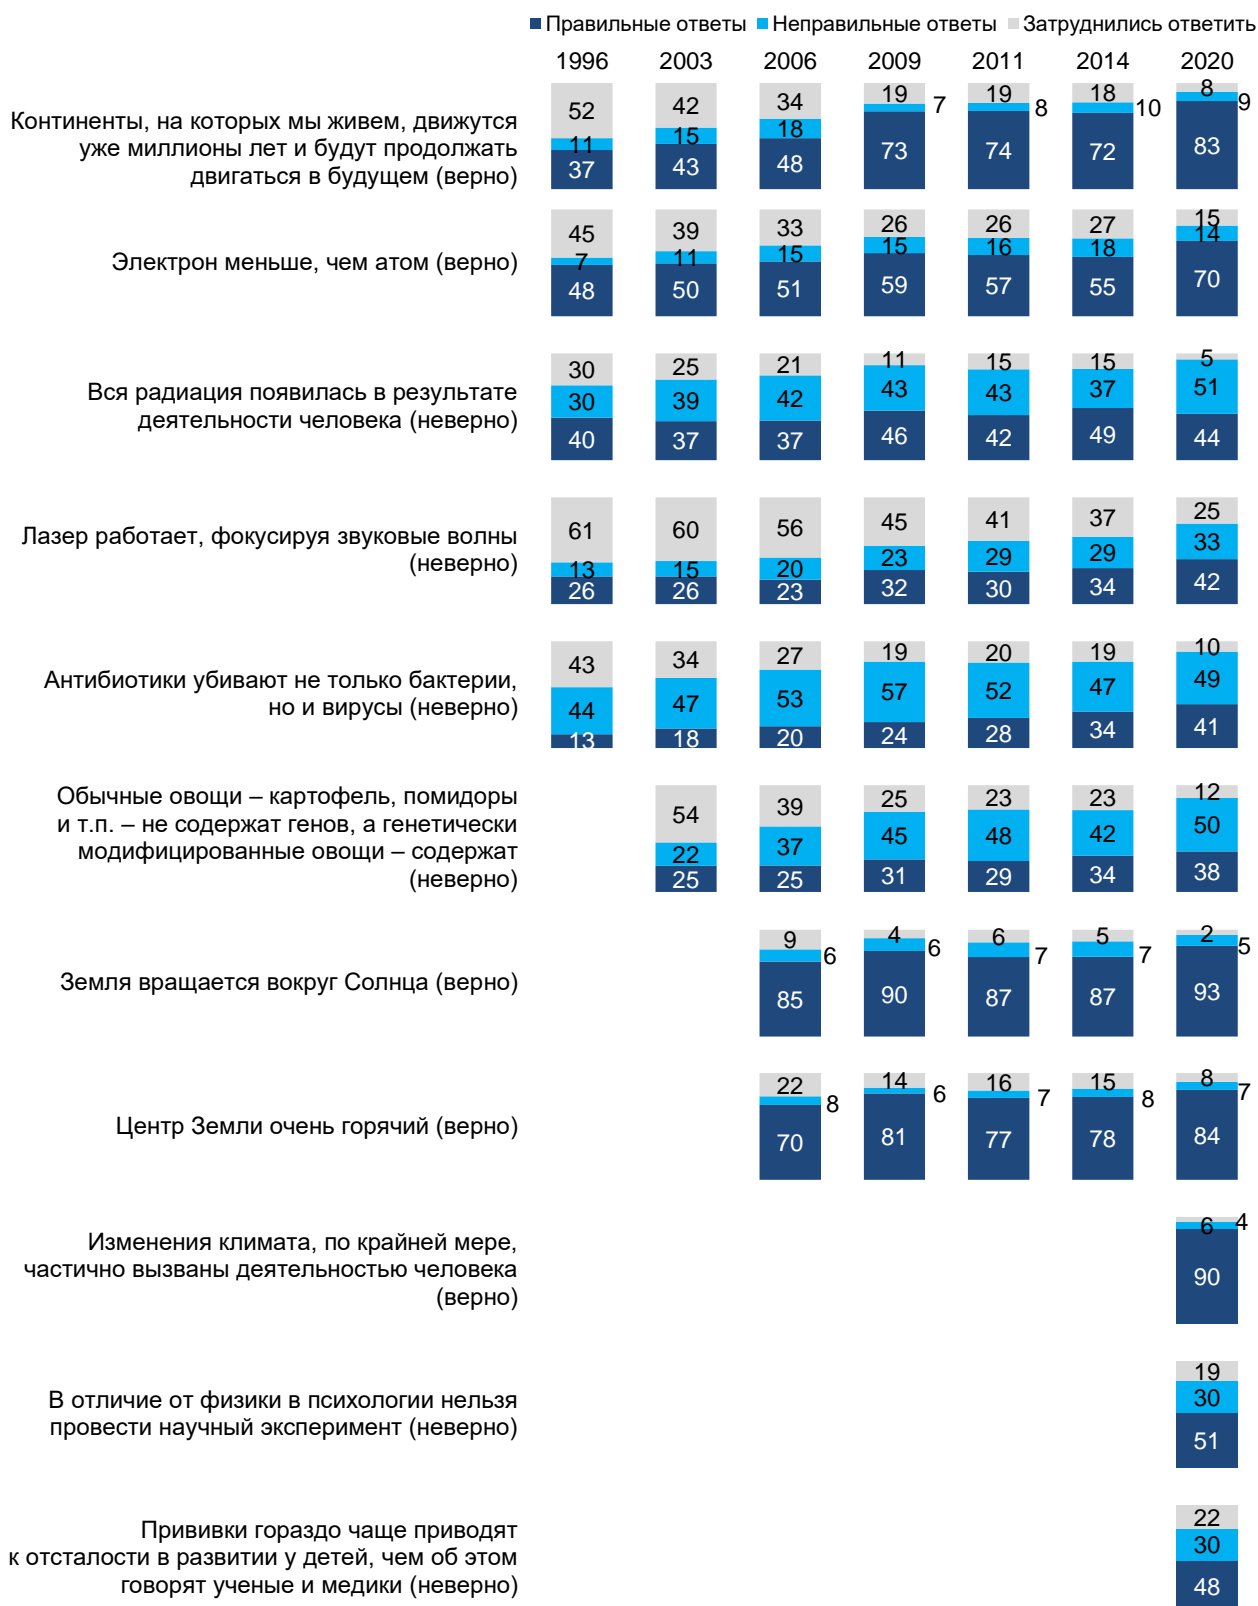 Правильные ответы Неправильные ответы Затруднились ответить
1996 2003 2006 2009 2011 2014 2020
Континенты, на которых мы живем, движутся
уже миллионы лет и будут продолжать
двигаться в будущем (верно)
52 42 34 19 19 18 8
11 15 18 7 8 10 9
37 43 48 73 74 72 83
Электрон меньше, чем атом (верно)
45 39 33 26 26 27 15
7 11 15 15 16 18 14
48 50 51 59 57 55 70
Вся радиация появилась в результате
деятельности человека (неверно)
30 25 21 11 15 15 5
30 39 42 43 43 37 51
40 37 37 46 42 49 44
Лазер работает, фокусируя звуковые волны
(неверно)
61 60 56 45 41 37 25
13 15 20 23 29 29 33
26 26 23 32 30 34 42
Антибиотики убивают не только бактерии,
но и вирусы (неверно)
43 34 27 19 20 19 10
44 47 53 57 52 47 49
13 18 20 24 28 34 41
Обычные овощи – картофель, помидоры
и т.п. – не содержат генов, а генетически
модифицированные овощи – содержат
(неверно)
54 39 25 23 23 12
22 37 45 48 42 50
25 25 31 29 34 38
Земля вращается вокруг Солнца (верно)
9 4 6 5 2
6 6 7 7 5
85 90 87 87 93
Центр Земли очень горячий (верно)
22 14 16 15 8
8 6 7 8 7
70 81 77 78 84
Изменения климата, по крайней мере,
частично вызваны деятельностью человека
(верно)
4
6
90
В отличие от физики в психологии нельзя
провести научный эксперимент (неверно)
19
30
51
Прививки гораздо чаще приводят
к отсталости в развитии у детей, чем об этом
говорят ученые и медики (неверно)
22
30
48